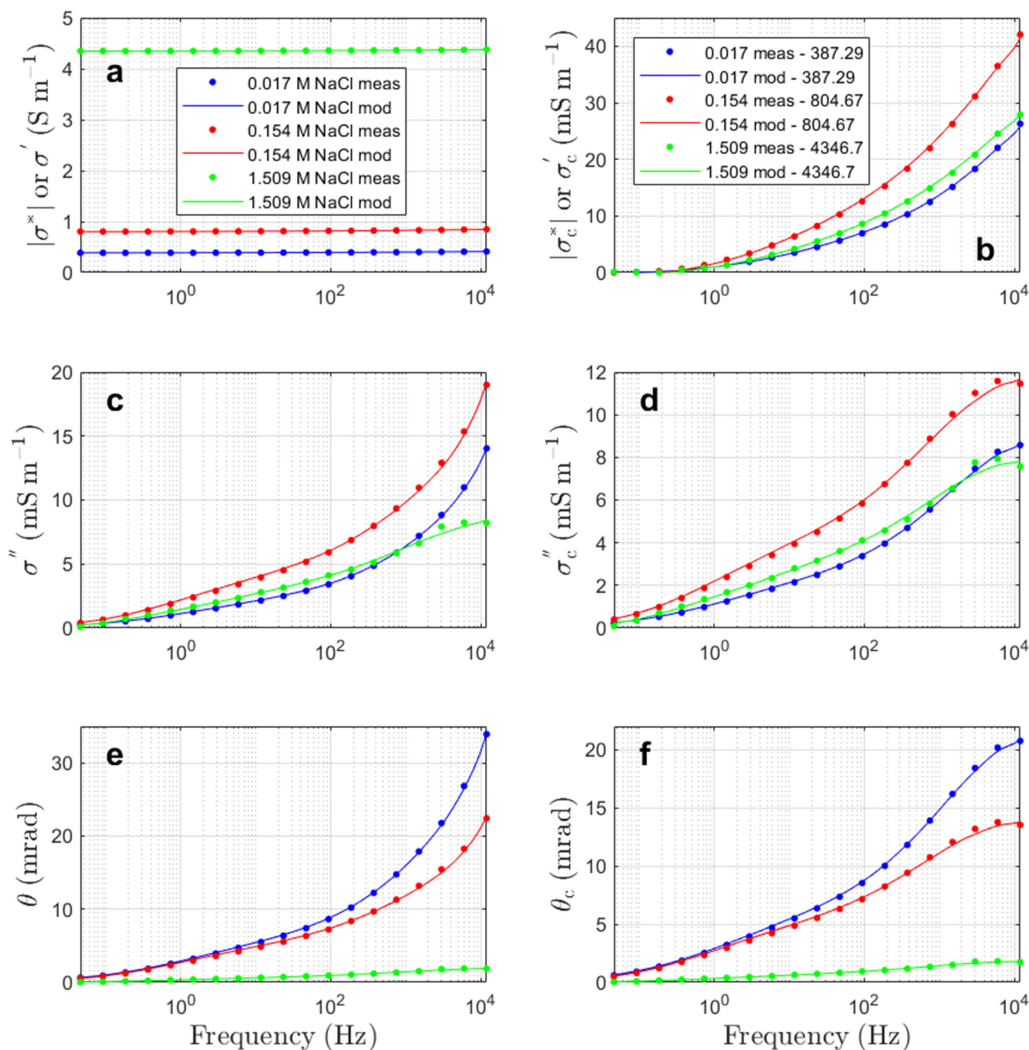 a
|σ*| or σ′ (S m⁻¹)
5
4
3
2
1
0
0.017 M NaCl meas
0.017 M NaCl mod
0.154 M NaCl meas
0.154 M NaCl mod
1.509 M NaCl meas
1.509 M NaCl mod
10⁰
10²
10⁴
b
|σc*| or σc′ (mS m⁻¹)
40
30
20
10
0
0.017 meas - 387.29
0.017 mod - 387.29
0.154 meas - 804.67
0.154 mod - 804.67
1.509 meas - 4346.7
1.509 mod - 4346.7
10⁰
10²
10⁴
c
σ″ (mS m⁻¹)
20
15
10
5
0
10⁰
10²
10⁴
d
σc″ (mS m⁻¹)
12
10
8
6
4
2
0
10⁰
10²
10⁴
e
θ (mrad)
30
20
10
0
10⁰
10²
10⁴
Frequency (Hz)
f
θc (mrad)
20
15
10
5
0
10⁰
10²
10⁴
Frequency (Hz)